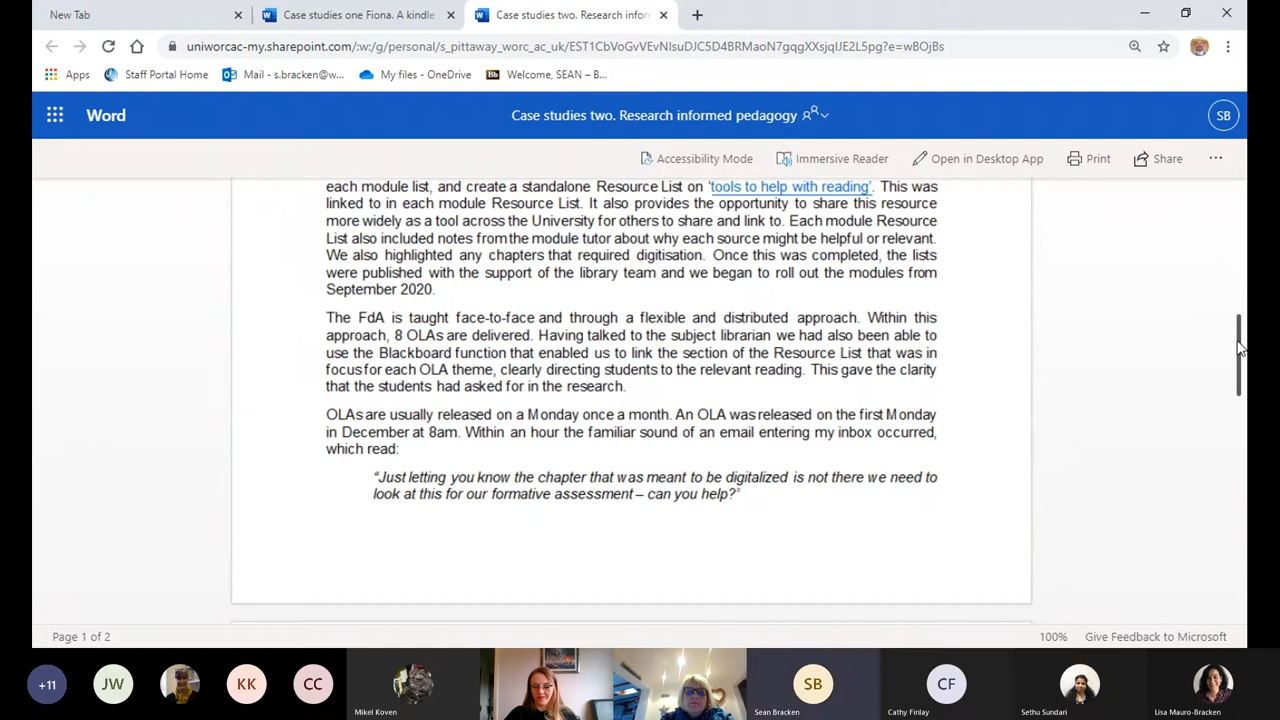 New Tab
Case studies one Fiona. A kindle
Case studies two. Research infor
uniworcac-my.sharepoint.com/:w:/g/personal/s_pittaway_worc_ac_uk/EST1CbVoGvVEvNIsuDJC5D4BRMaoN7gqgXXsjqlJE2L5pg?e=wBOjBs
Apps
Staff Portal Home
Mail - s.bracken@w...
My files - OneDrive
Bb
Welcome, SEAN – B...
Word
Case studies two. Research informed pedagogy
SB
Accessibility Mode
Immersive Reader
Open in Desktop App
Print
Share
each module list, and create a standalone Resource List on 'tools to help with reading'. This was
linked to in each module Resource List. It also provides the opportunity to share this resource
more widely as a tool across the University for others to share and link to. Each module Resource
List also included notes from the module tutor about why each source might be helpful or relevant.
We also highlighted any chapters that required digitisation. Once this was completed, the lists
were published with the support of the library team and we began to roll out the modules from
September 2020.
The FdA is taught face-to-face and through a flexible and distributed approach. Within this
approach, 8 OLAs are delivered. Having talked to the subject librarian we had also been able to
use the Blackboard function that enabled us to link the section of the Resource List that was in
focus for each OLA theme, clearly directing students to the relevant reading. This gave the clarity
that the students had asked for in the research.
OLAs are usually released on a Monday once a month. An OLA was released on the first Monday
in December at 8am. Within an hour the familiar sound of an email entering my inbox occurred,
which read:
"Just letting you know the chapter that was meant to be digitalized is not there we need to
look at this for our formative assessment – can you help?"
Page 1 of 2
100%
Give Feedback to Microsoft
+11
JW
KK
CC
Mikel Koven
SB
Sean Bracken
CF
Cathy Finlay
Sethu Sundari
Lisa Mauro-Bracken